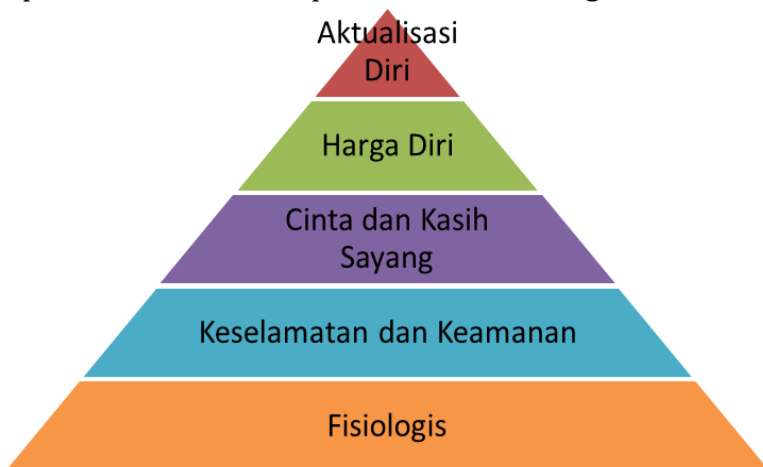 Aktualisasi
Diri
Harga Diri
Cinta dan Kasih
Sayang
Keselamatan dan Keamanan
Fisiologis